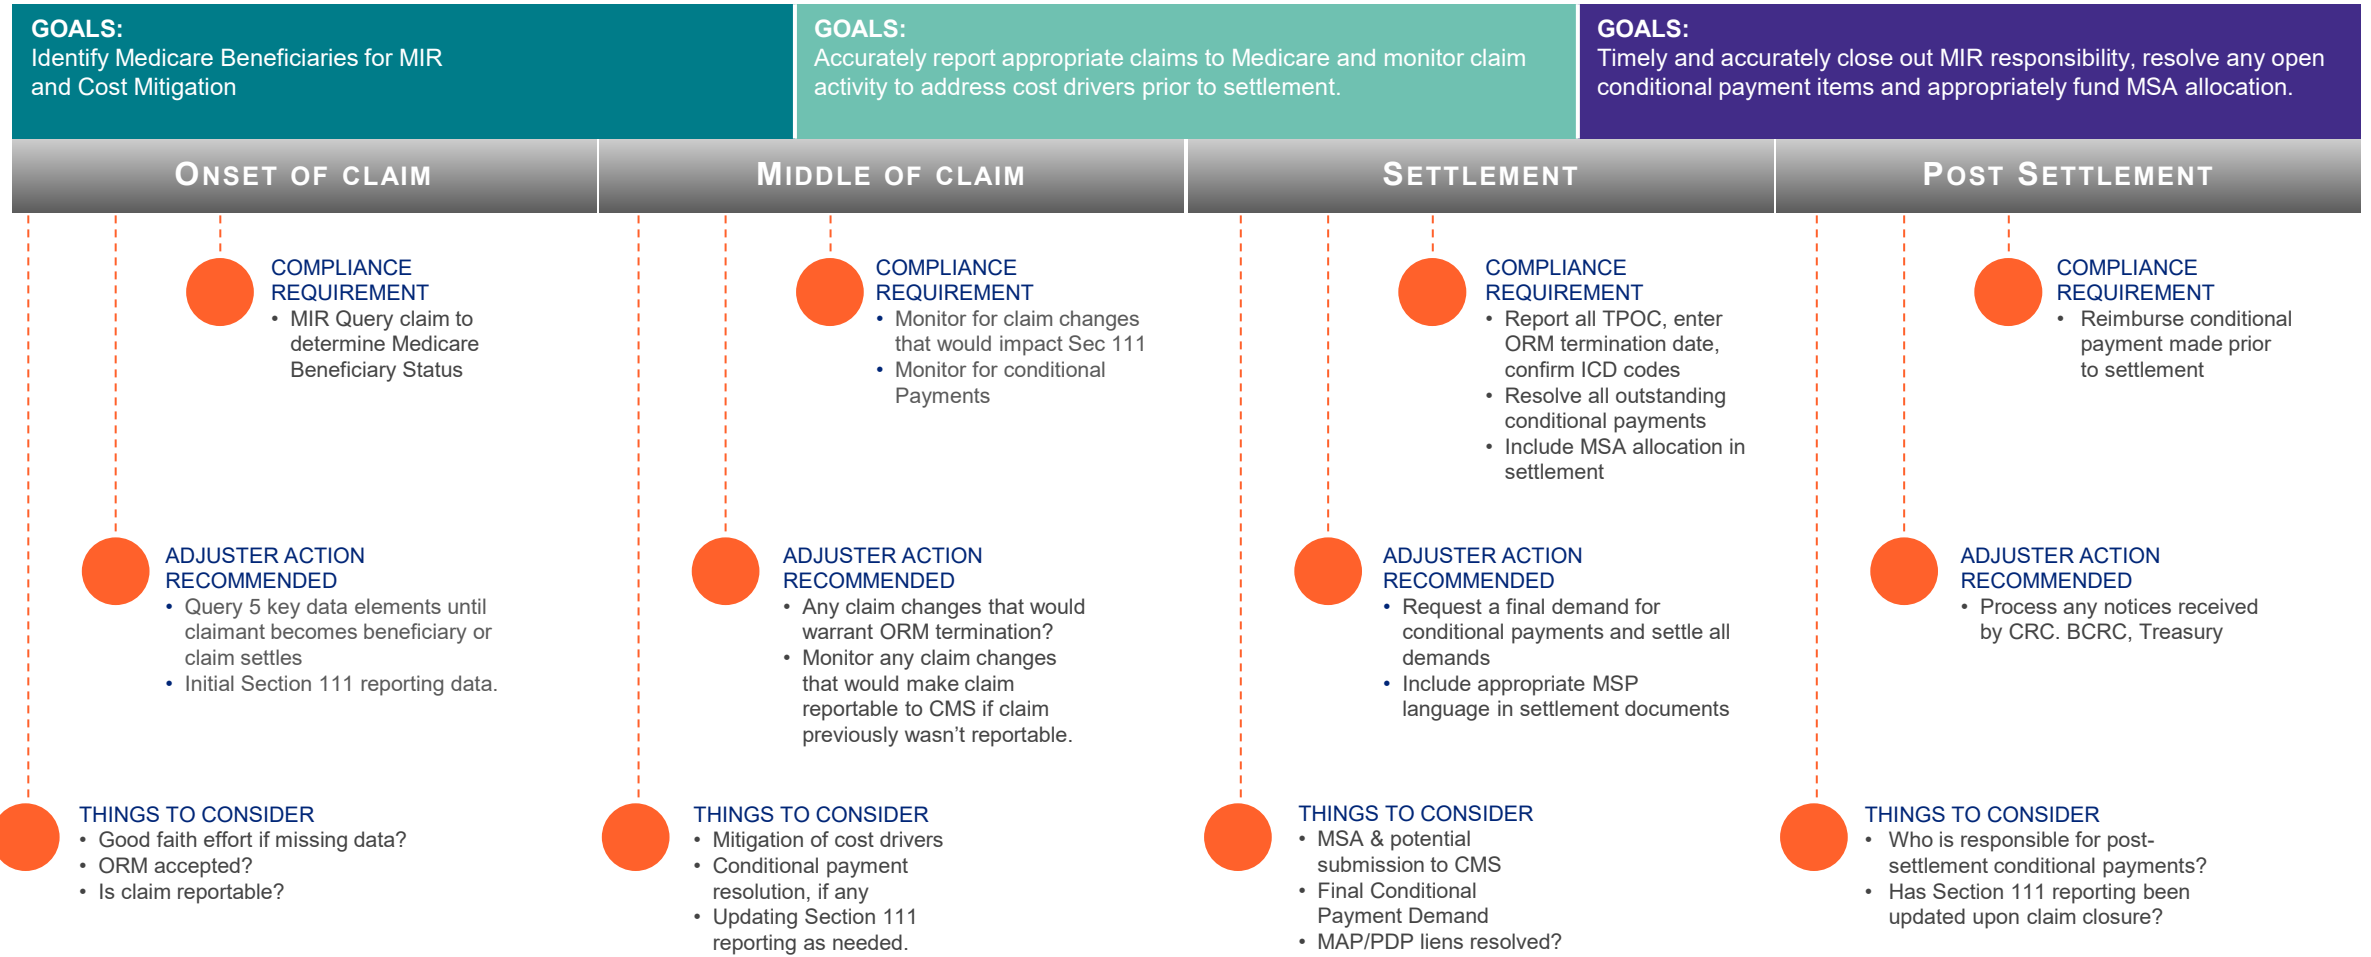 GOALS:
Identify Medicare Beneficiaries for MIR
and Cost Mitigation
GOALS:
Accurately report appropriate claims to Medicare and monitor claim
activity to address cost drivers prior to settlement.
GOALS:
Timely and accurately close out MIR responsibility, resolve any open
conditional payment items and appropriately fund MSA allocation.
ONSET OF CLAIM
MIDDLE OF CLAIM
SETTLEMENT
POST SETTLEMENT
COMPLIANCE
REQUIREMENT
• MIR Query claim to
determine Medicare
Beneficiary Status
ADJUSTER ACTION
RECOMMENDED
• Query 5 key data elements until
claimant becomes beneficiary or
claim settles
• Initial Section 111 reporting data.
THINGS TO CONSIDER
• Good faith effort if missing data?
• ORM accepted?
• Is claim reportable?
COMPLIANCE
REQUIREMENT
• Monitor for claim changes
that would impact Sec 111
• Monitor for conditional
Payments
ADJUSTER ACTION
RECOMMENDED
• Any claim changes that would
warrant ORM termination?
• Monitor any claim changes
that would make claim
reportable to CMS if claim
previously wasn’t reportable.
THINGS TO CONSIDER
• Mitigation of cost drivers
• Conditional payment
resolution, if any
• Updating Section 111
reporting as needed.
COMPLIANCE
REQUIREMENT
• Report all TPOC, enter
ORM termination date,
confirm ICD codes
• Resolve all outstanding
conditional payments
• Include MSA allocation in
settlement
ADJUSTER ACTION
RECOMMENDED
• Request a final demand for
conditional payments and settle all
demands
• Include appropriate MSP
language in settlement documents
THINGS TO CONSIDER
• MSA & potential
submission to CMS
• Final Conditional
Payment Demand
• MAP/PDP liens resolved?
COMPLIANCE
REQUIREMENT
• Reimburse conditional
payment made prior
to settlement
ADJUSTER ACTION
RECOMMENDED
• Process any notices received
by CRC. BCRC, Treasury
THINGS TO CONSIDER
• Who is responsible for post-
settlement conditional payments?
• Has Section 111 reporting been
updated upon claim closure?